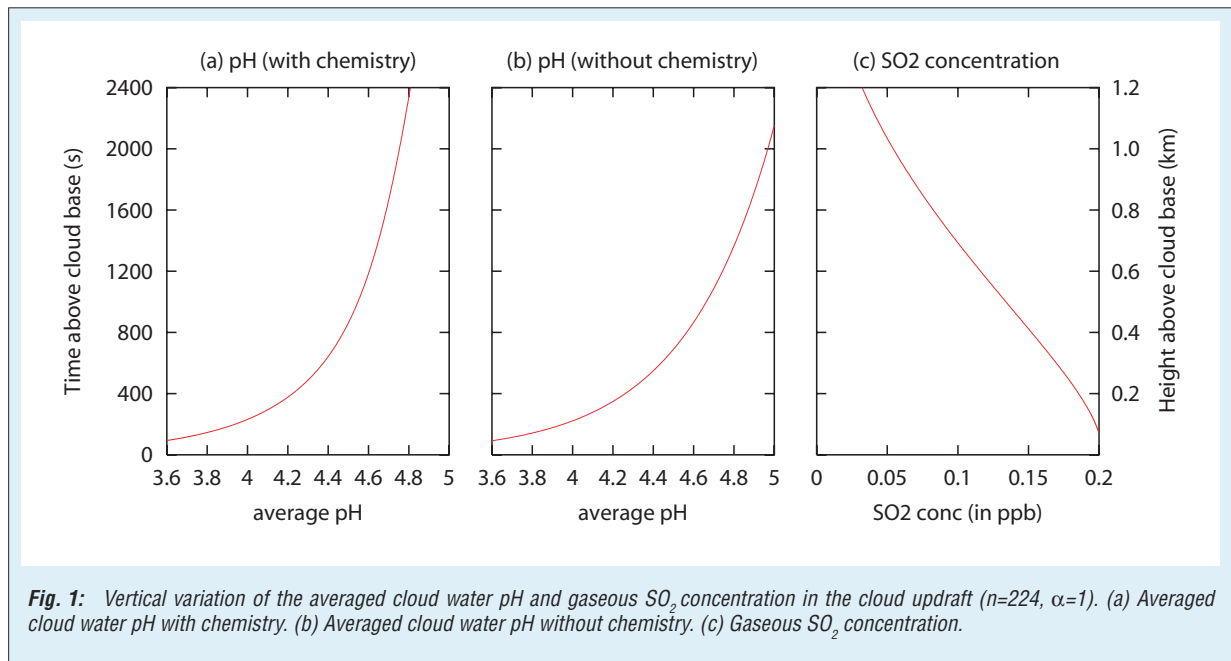 (a) pH (with chemistry)
(b) pH (without chemistry)
(c) SO2 concentration
2400
2000
1600
1200
800
400
0
Time above cloud base (s)
3.6 3.8 4 4.2 4.4 4.6 4.8 5
average pH
3.6 3.8 4 4.2 4.4 4.6 4.8 5
average pH
0 0.05 0.1 0.15 0.2
SO2 conc (in ppb)
1.2
1.0
0.8
0.6
0.4
0.2
Height above cloud base (km)
Fig. 1: Vertical variation of the averaged cloud water pH and gaseous SO₂ concentration in the cloud updraft (n=224, α=1). (a) Averaged
cloud water pH with chemistry. (b) Averaged cloud water pH without chemistry. (c) Gaseous SO₂ concentration.